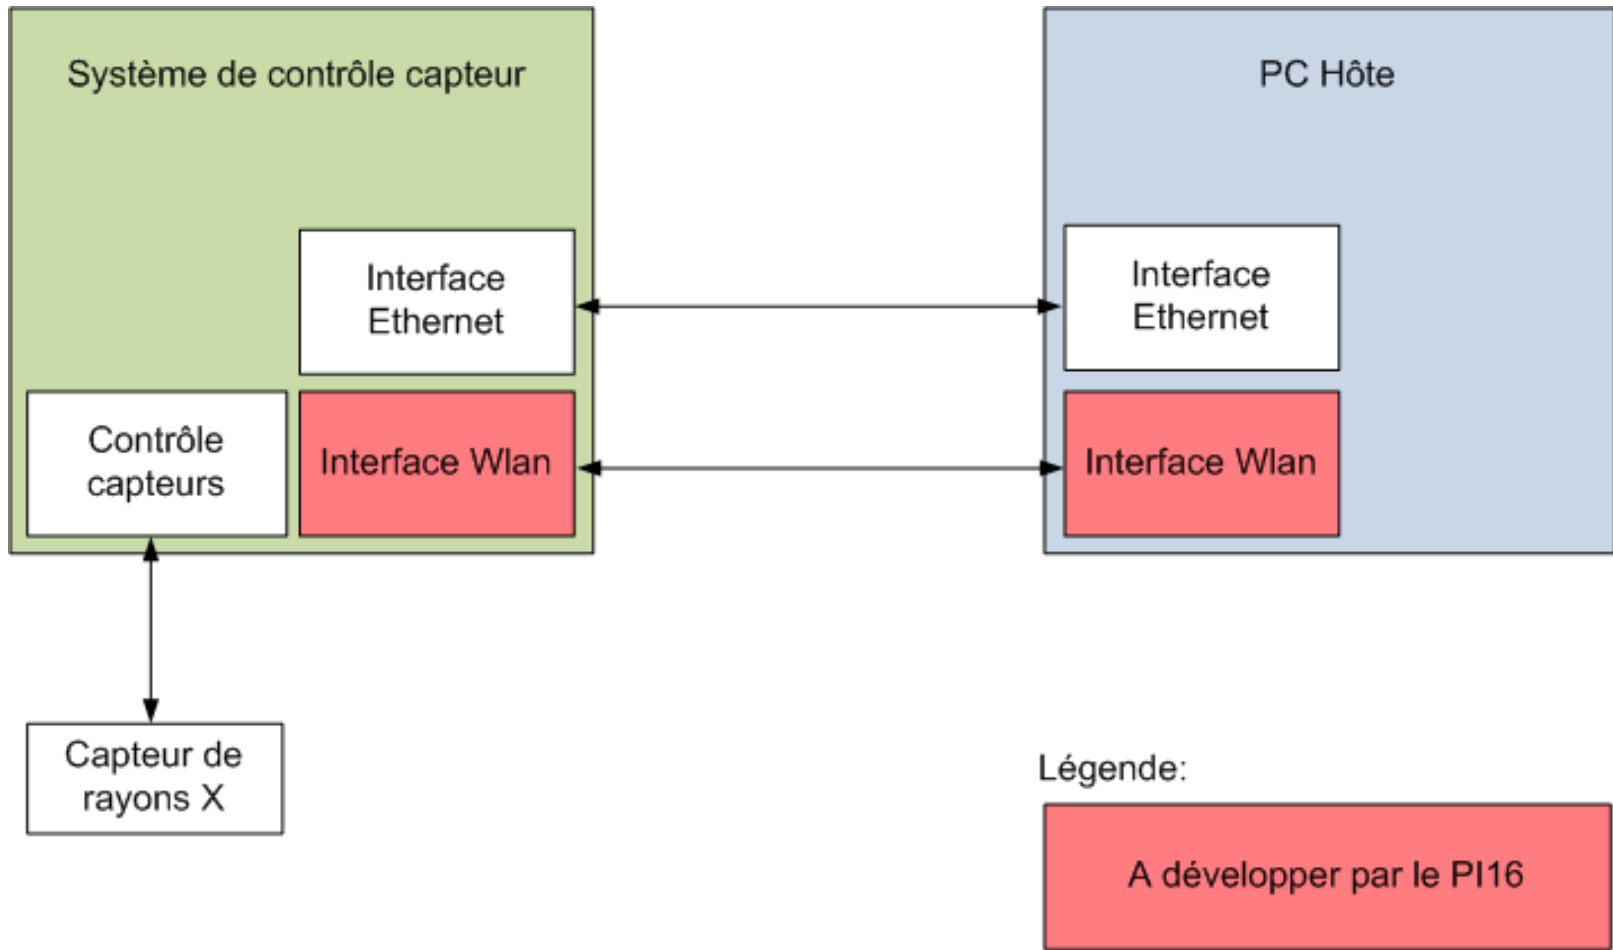 Système de contrôle capteur
PC Hôte
Interface
Ethernet
Interface
Ethernet
Contrôle
capteurs
Interface Wlan
Interface Wlan
Capteur de
rayons X
Légende:
A développer par le PI16